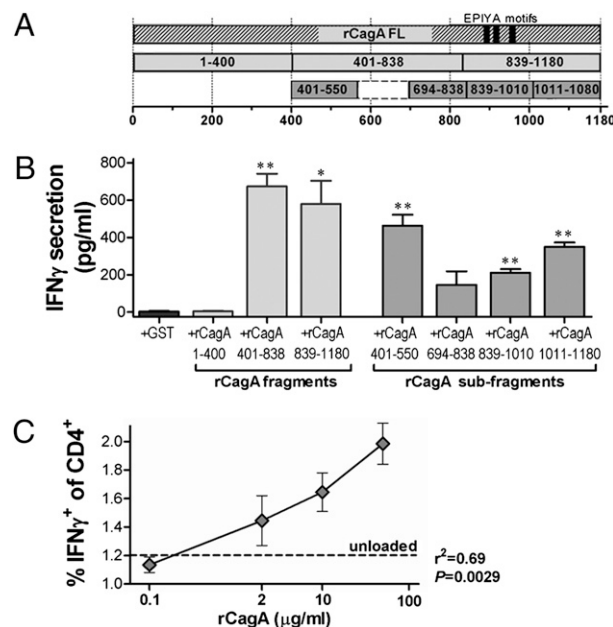 A
EPIYA motifs
rCagA FL
1-400 401-838 839-1180
401-550 694-838 839-1010 1011-1080
0 200 400 600 800 1000 1180
B
IFNγ secretion
(pg/ml)
800
600
400
200
0
** * ** ** **
+GST +rCagA +rCagA +rCagA +rCagA +rCagA +rCagA +rCagA
1-400 401-838 839-1180 401-550 694-838 839-1010 1011-1180
rCagA fragments rCagA sub-fragments
C
% IFNγ⁺ of CD4⁺
2.0
1.8
1.6
1.4
1.2
1.0
unloaded
r²=0.69
P=0.0029
0.1 2 10 100
rCagA (μg/ml)